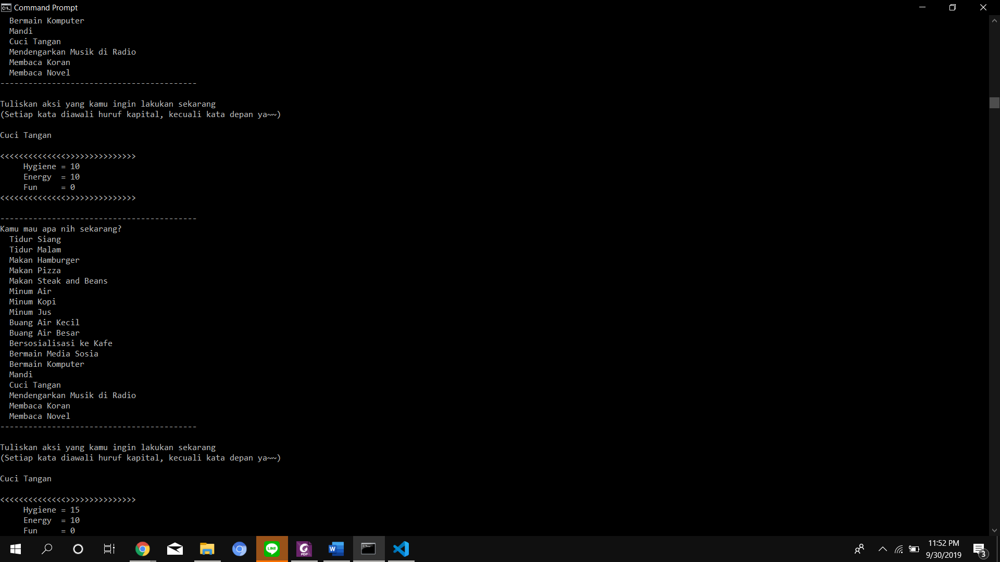 Command Prompt
Bermain Komputer
Mandi
Cuci Tangan
Mendengarkan Musik di Radio
Membaca Koran
Membaca Novel
------------------------------------------
Tuliskan aksi yang kamu ingin lakukan sekarang
(Setiap kata diawali huruf kapital, kecuali kata depan ya~~)
Cuci Tangan
<<<<<<<<<<<<<<>>>>>>>>>>>>>>>
Hygiene = 10
Energy  = 10
Fun     = 0
<<<<<<<<<<<<<<>>>>>>>>>>>>>>>
------------------------------------------
Kamu mau apa nih sekarang?
Tidur Siang
Tidur Malam
Makan Hamburger
Makan Pizza
Makan Steak and Beans
Minum Air
Minum Kopi
Minum Jus
Buang Air Kecil
Buang Air Besar
Bersosialisasi ke Kafe
Bermain Media Sosia
Bermain Komputer
Mandi
Cuci Tangan
Mendengarkan Musik di Radio
Membaca Koran
Membaca Novel
------------------------------------------
Tuliskan aksi yang kamu ingin lakukan sekarang
(Setiap kata diawali huruf kapital, kecuali kata depan ya~~)
Cuci Tangan
<<<<<<<<<<<<<<>>>>>>>>>>>>>>>
Hygiene = 15
Energy  = 10
Fun     = 0
LINE
PDF
W
11:52 PM
9/30/2019
3